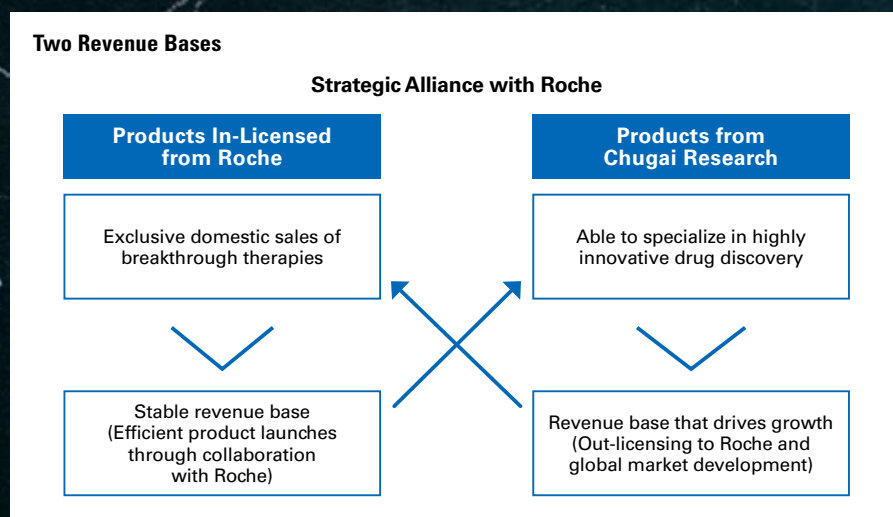 Two Revenue Bases
Strategic Alliance with Roche
Products In-Licensed
from Roche
Products from
Chugai Research
Exclusive domestic sales of
breakthrough therapies
Able to specialize in highly
innovative drug discovery
Stable revenue base
(Efficient product launches
through collaboration
with Roche)
Revenue base that drives growth
(Out-licensing to Roche and
global market development)